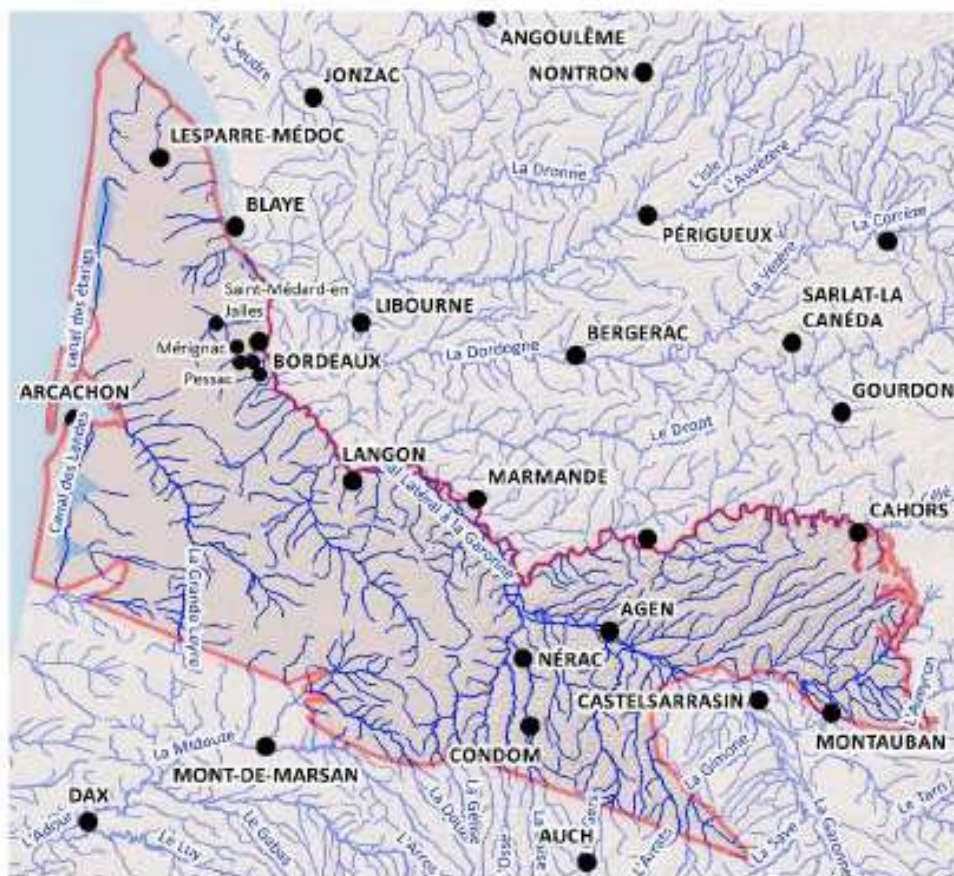 ANGOULÊME
La Seudre
JONZAC
NONTRON
LESPARRE-MÉDOC
La Dronne
L'Isle
L'Auvézère
BLAYE
PÉRIGUEUX
La Corrèze
La Vézère
Saint-Médard-en
Jalles
LIBOURNE
SARLAT-LA
CANÉDA
Canal des étangs
Mérignac
BORDEAUX
BERGERAC
La Dordogne
Pessac
ARCACHON
GOURDON
Le Dropt
Canal des Landes
LANGON
MARMANDE
Latéral à la Garonne
CAHORS
La Grande Leyre
AGEN
NÉRAC
CASTELSARRASIN
L'Aveyron
CONDOM
MONTAUBAN
La Midouze
MONT-DE-MARSAN
La Gimone
DAX
L'Adour
Le Luy
Le Gabas
L'Arros
La Douze
La Gélise
L'Osse
Gers
AUCH
L'Arrats
La Save
La Garonne
Le Tarn